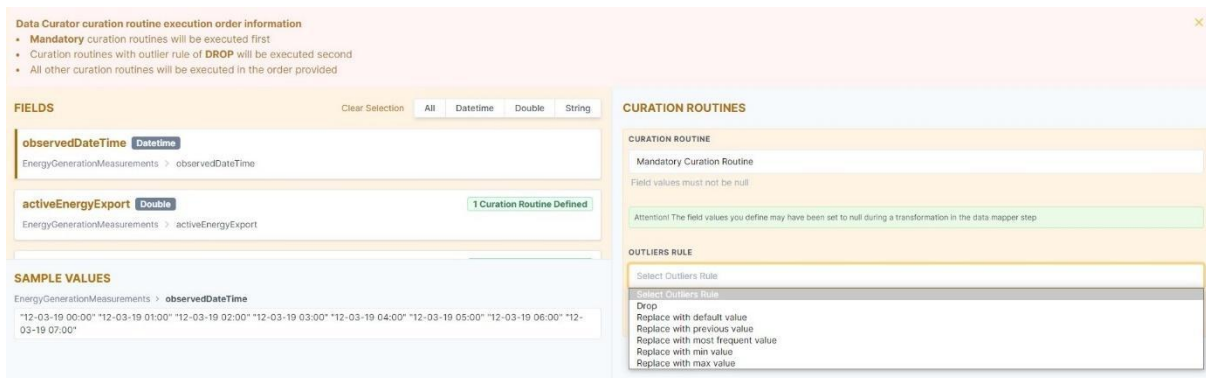 Data Curator curation routine execution order information
• Mandatory curation routines will be executed first
• Curation routines with outlier rule of DROP will be executed second
• All other curation routines will be executed in the order provided
FIELDS
Clear Selection
All Datetime Double String
observedDateTime Datetime
EnergyGenerationMeasurements > observedDateTime
activeEnergyExport Double
1 Curation Routine Defined
EnergyGenerationMeasurements > activeEnergyExport
SAMPLE VALUES
EnergyGenerationMeasurements > observedDateTime
"12-03-19 00:00" "12-03-19 01:00" "12-03-19 02:00" "12-03-19 03:00" "12-03-19 04:00" "12-03-19 05:00" "12-03-19 06:00" "12-
03-19 07:00"
CURATION ROUTINES
CURATION ROUTINE
Mandatory Curation Routine
Field values must not be null
Attention! The field values you define may have been set to null during a transformation in the data mapper step
OUTLIERS RULE
Select Outliers Rule
Select Outliers Rule
Drop
Replace with default value
Replace with previous value
Replace with most frequent value
Replace with min value
Replace with max value